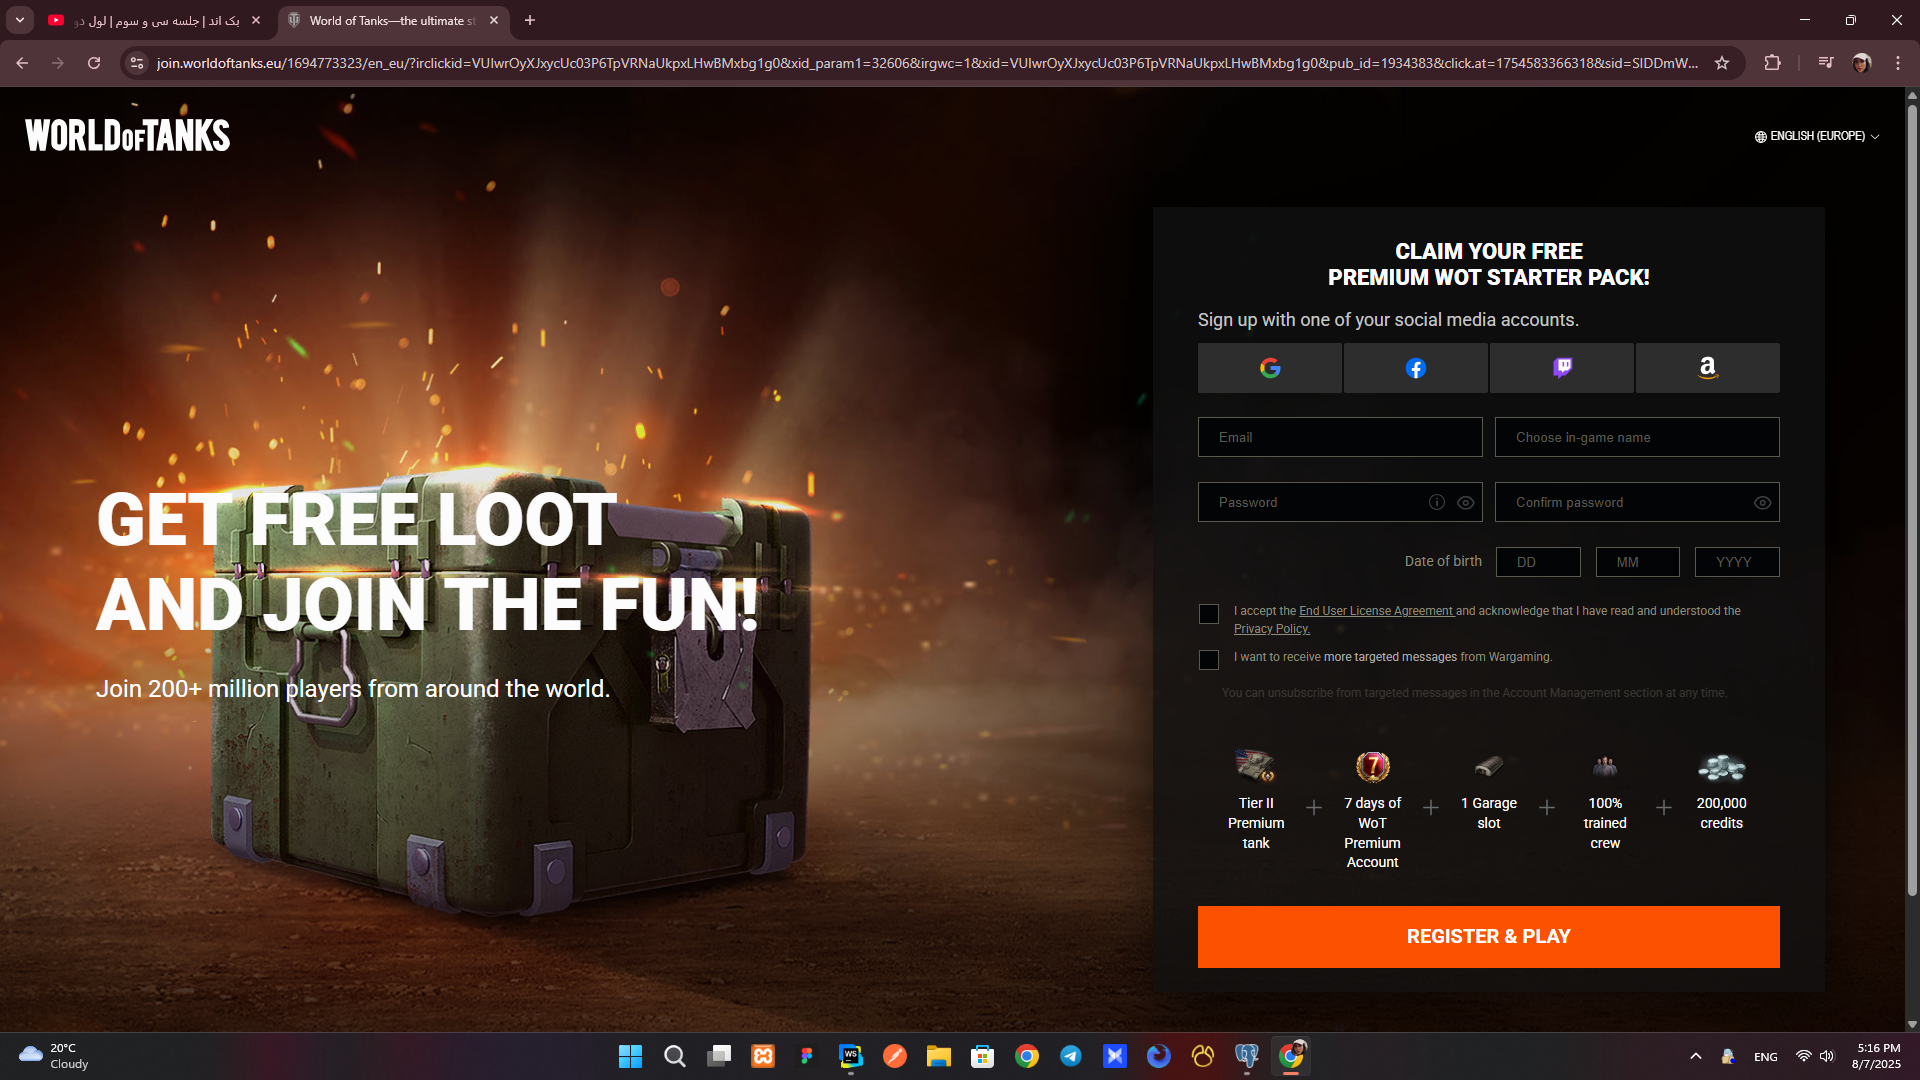 بک اند | جلسه سی و سوم | لول دو
World of Tanks—the ultimate st
join.worldoftanks.eu/1694773323/en_eu/?irclickid=VUIwrOyXJxycUc03P6TpVRNaUkpxLHwBMxbg1g0&xid_param1=32606&irgwc=1&xid=VUIwrOyXJxycUc03P6TpVRNaUkpxLHwBMxbg1g0&pub_id=1934383&click.at=1754583366318&sid=SIDDmW...
WORLD OF TANKS
ENGLISH (EUROPE)
GET FREE LOOT
AND JOIN THE FUN!
Join 200+ million players from around the world.
CLAIM YOUR FREE
PREMIUM WOT STARTER PACK!
Sign up with one of your social media accounts.
Email
Choose in-game name
Password
Confirm password
Date of birth
DD
MM
YYYY
I accept the End User License Agreement and acknowledge that I have read and understood the
Privacy Policy.
I want to receive more targeted messages from Wargaming.
You can unsubscribe from targeted messages in the Account Management section at any time.
7
Tier II
Premium
tank
7 days of
WoT
Premium
Account
1 Garage
slot
100%
trained
crew
200,000
credits
REGISTER & PLAY
20°C
Cloudy
WS
ENG
5:16 PM
8/7/2025